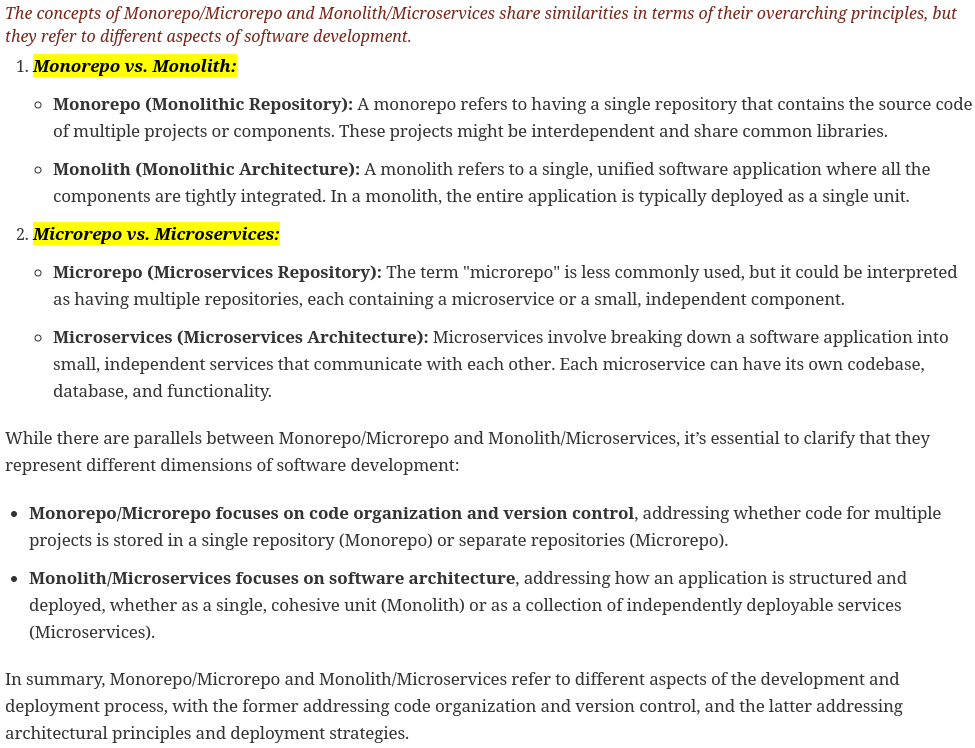 The concepts of Monorepo/Microrepo and Monolith/Microservices share similarities in terms of their overarching principles, but
they refer to different aspects of software development.
1. Monorepo vs. Monolith:
Monorepo (Monolithic Repository): A monorepo refers to having a single repository that contains the source code
of multiple projects or components. These projects might be interdependent and share common libraries.
Monolith (Monolithic Architecture): A monolith refers to a single, unified software application where all the
components are tightly integrated. In a monolith, the entire application is typically deployed as a single unit.
2. Microrepo vs. Microservices:
Microrepo (Microservices Repository): The term "microrepo" is less commonly used, but it could be interpreted
as having multiple repositories, each containing a microservice or a small, independent component.
Microservices (Microservices Architecture): Microservices involve breaking down a software application into
small, independent services that communicate with each other. Each microservice can have its own codebase,
database, and functionality.
While there are parallels between Monorepo/Microrepo and Monolith/Microservices, it’s essential to clarify that they
represent different dimensions of software development:
Monorepo/Microrepo focuses on code organization and version control, addressing whether code for multiple
projects is stored in a single repository (Monorepo) or separate repositories (Microrepo).
Monolith/Microservices focuses on software architecture, addressing how an application is structured and
deployed, whether as a single, cohesive unit (Monolith) or as a collection of independently deployable services
(Microservices).
In summary, Monorepo/Microrepo and Monolith/Microservices refer to different aspects of the development and
deployment process, with the former addressing code organization and version control, and the latter addressing
architectural principles and deployment strategies.